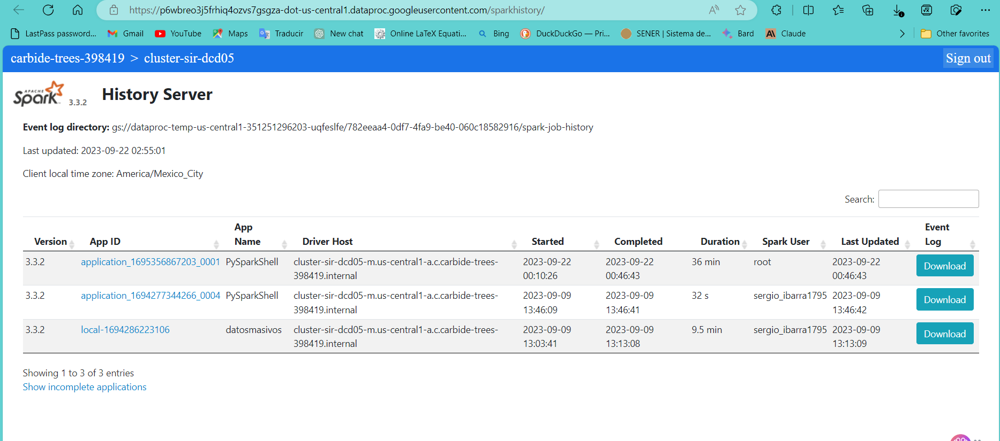 https://p6wbreo3j5frhiq4ozvs7gsgza-dot-us-central1.dataproc.googleusercontent.com/sparkhistory/
LastPass password... Gmail YouTube Maps Traducir New chat Online LaTeX Equati... Bing DuckDuckGo — Pri... SENER | Sistema de... Bard Claude Other favorites
carbide-trees-398419 > cluster-sir-dcd05 Sign out
APACHE Spark 3.3.2 History Server
Event log directory: gs://dataproc-temp-us-central1-351251296203-uqfeslfe/782eeaa4-0df7-4fa9-be40-060c18582916/spark-job-history
Last updated: 2023-09-22 02:55:01
Client local time zone: America/Mexico_City
Search:
Version App ID App Name Driver Host Started Completed Duration Spark User Last Updated Event Log
3.3.2 application_1695356867203_0001 PySparkShell cluster-sir-dcd05-m.us-central1-a.c.carbide-trees-398419.internal 2023-09-22 00:10:26 2023-09-22 00:46:43 36 min root 2023-09-22 00:46:43 Download
3.3.2 application_1694277344266_0004 PySparkShell cluster-sir-dcd05-m.us-central1-a.c.carbide-trees-398419.internal 2023-09-09 13:46:09 2023-09-09 13:46:41 32 s sergio_ibarra1795 2023-09-09 13:46:42 Download
3.3.2 local-1694286223106 datosmasivos cluster-sir-dcd05-m.us-central1-a.c.carbide-trees-398419.internal 2023-09-09 13:03:41 2023-09-09 13:13:08 9.5 min sergio_ibarra1795 2023-09-09 13:13:09 Download
Showing 1 to 3 of 3 entries
Show incomplete applications